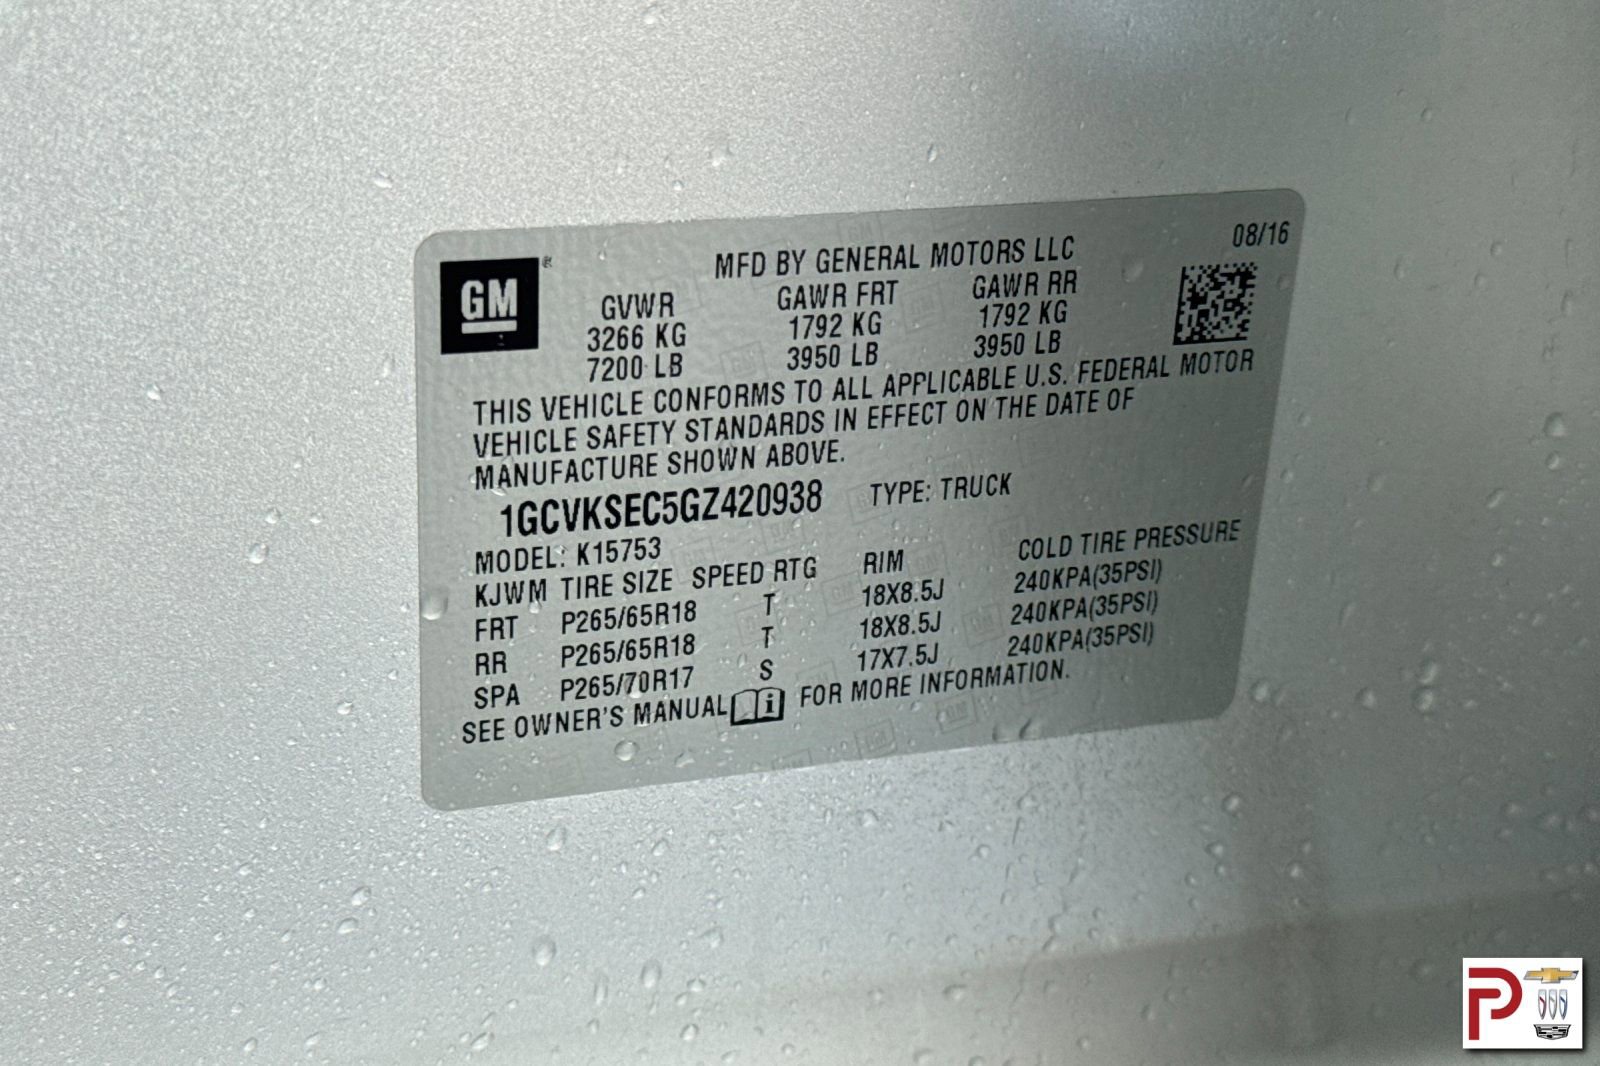 08/16
GM
MFD BY GENERAL MOTORS LLC
GVWR GAWR FRT GAWR RR
3266 KG 1792 KG 1792 KG
7200 LB 3950 LB 3950 LB
THIS VEHICLE CONFORMS TO ALL APPLICABLE U.S. FEDERAL MOTOR
VEHICLE SAFETY STANDARDS IN EFFECT ON THE DATE OF
MANUFACTURE SHOWN ABOVE.
1GCVKSEC5GZ420938 TYPE: TRUCK
MODEL: K15753
KJWM TIRE SIZE SPEED RTG RIM COLD TIRE PRESSURE
FRT P265/65R18 T 18X8.5J 240KPA(35PSI)
RR P265/65R18 T 18X8.5J 240KPA(35PSI)
SPA P265/70R17 S 17X7.5J 240KPA(35PSI)
SEE OWNER'S MANUAL FOR MORE INFORMATION.
P